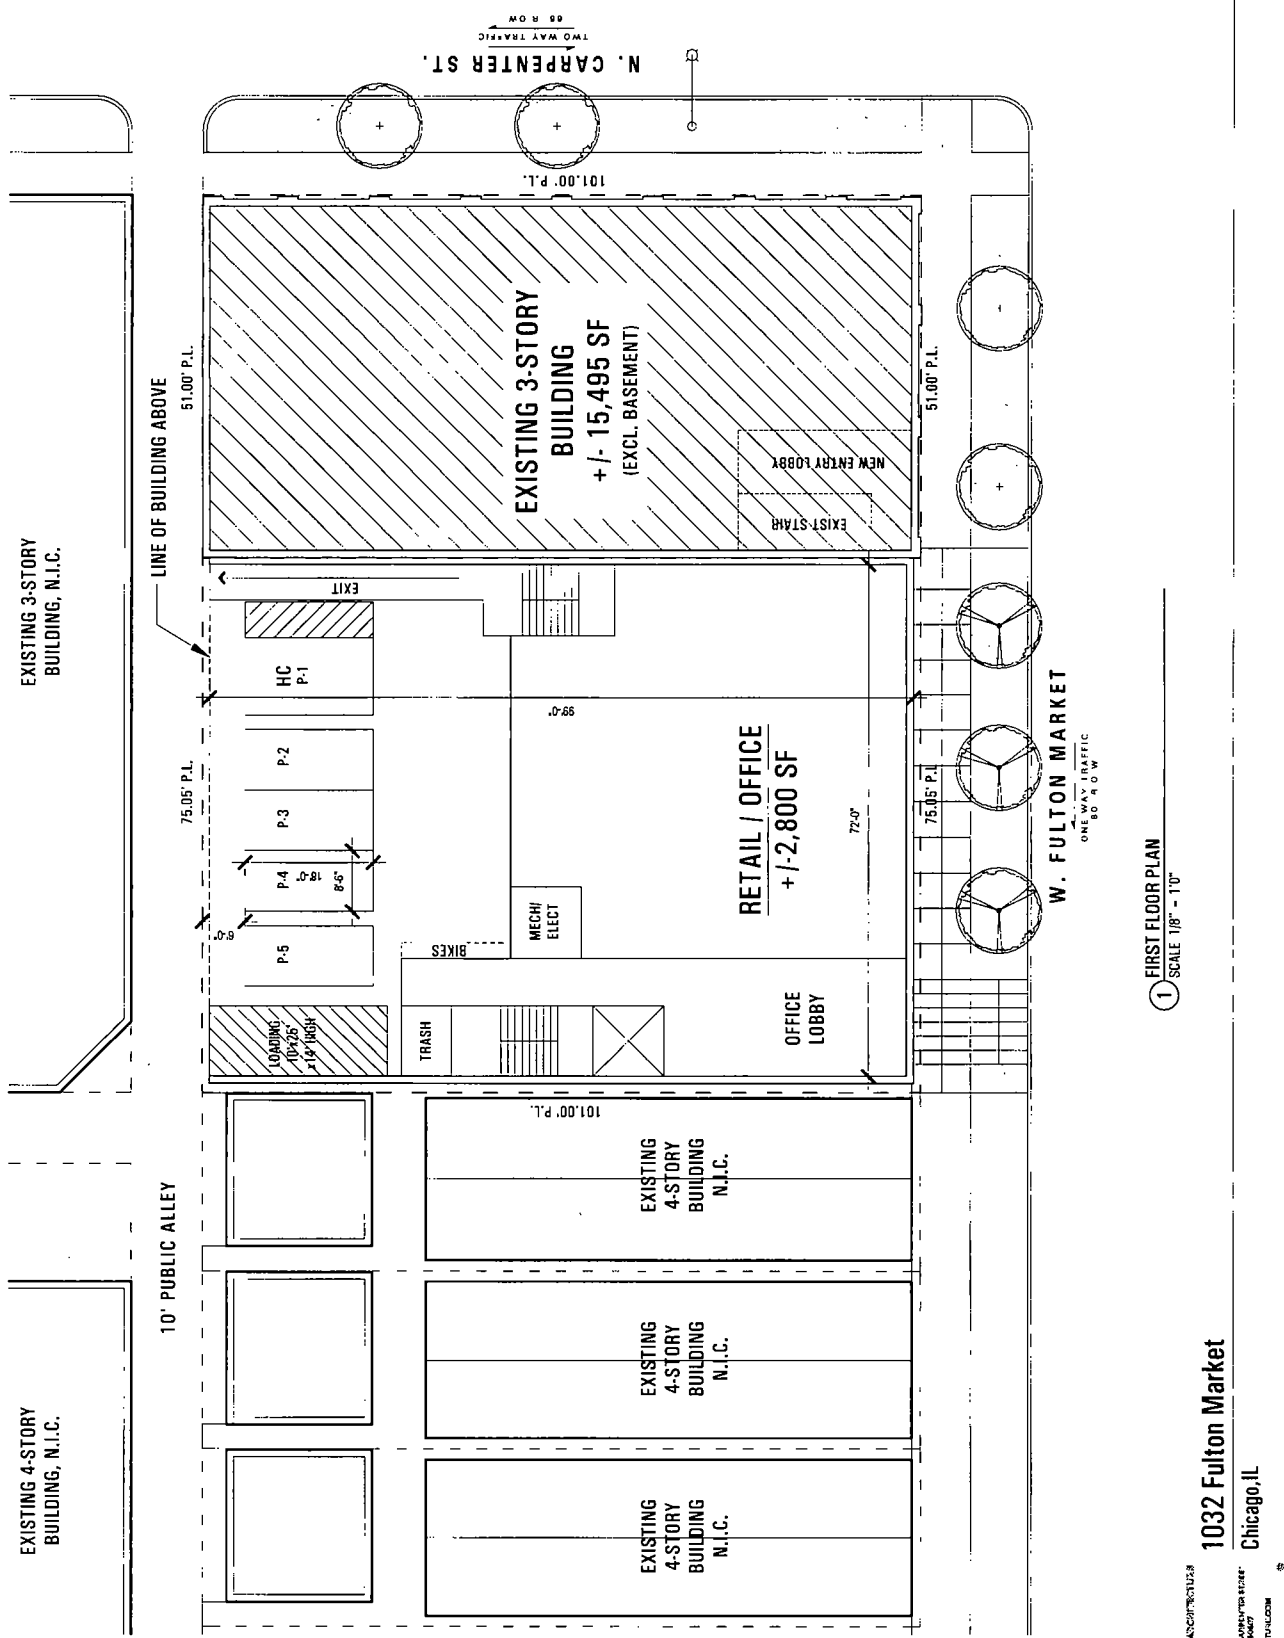 N. CARPENTER ST.
TWO WAY TRAFFIC
66 R O W
101.00' P.L.
EXISTING 3-STORY
BUILDING, N.I.C.
LINE OF BUILDING ABOVE
51.00' P.L.
EXISTING 3-STORY
BUILDING
+/- 15,495 SF
(EXCL. BASEMENT)
NEW ENTRY LOBBY
EXIST STAIR
51.00' P.L.
EXIT
HC
P-1
P-2
P-3
P-4
P-5
75.05' P.L.
99'-0"
18'-0"
8'-6"
6'-0"
RETAIL / OFFICE
+/-2,800 SF
72'-0"
75.05' P.L
W. FULTON MARKET
ONE WAY TRAFFIC
80 R O W
MECH/
ELECT
BIKES
LOADING
10'x25'
x14' HIGH
TRASH
OFFICE
LOBBY
101.00' P.L.
10' PUBLIC ALLEY
EXISTING
4-STORY
BUILDING
N.I.C.
EXISTING
4-STORY
BUILDING
N.I.C.
EXISTING
4-STORY
BUILDING
N.I.C.
EXISTING 4-STORY
BUILDING, N.I.C.
1 FIRST FLOOR PLAN
SCALE 1/8" = 1'0"
1032 Fulton Market
Chicago, IL